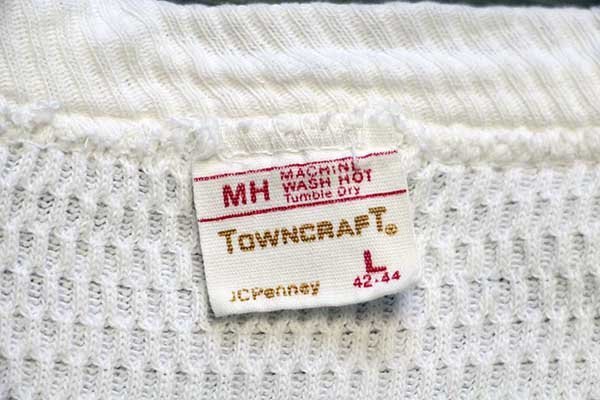 MH MACHINE
WASH HOT
Tumble Dry
TOWNCRAFT®
L
JCPenney 42-44